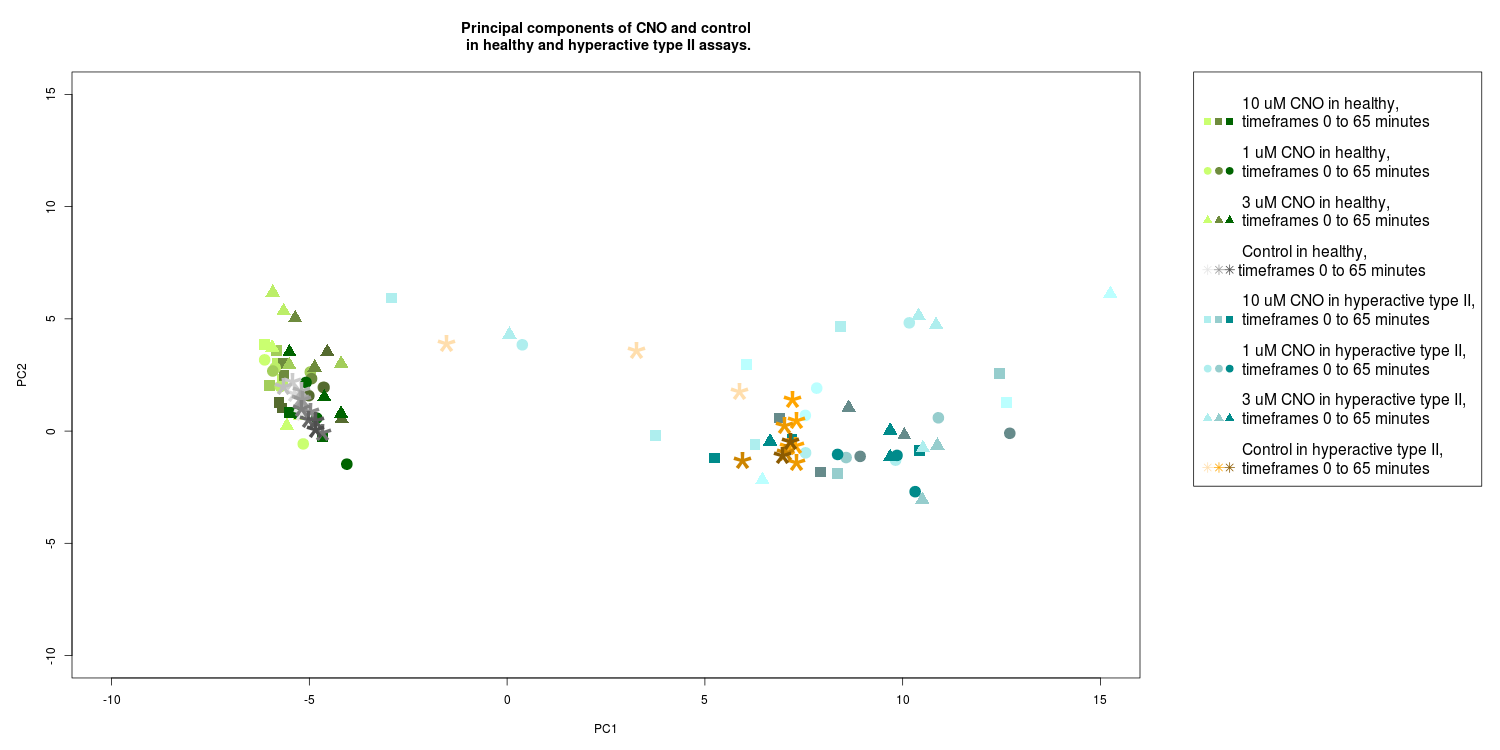 Principal components of CNO and control
in healthy and hyperactive type II assays.
15
10
5
0
-5
-10
PC2
-10
-5
0
5
10
15
PC1
10 uM CNO in healthy,
timeframes 0 to 65 minutes
1 uM CNO in healthy,
timeframes 0 to 65 minutes
3 uM CNO in healthy,
timeframes 0 to 65 minutes
Control in healthy,
timeframes 0 to 65 minutes
10 uM CNO in hyperactive type II,
timeframes 0 to 65 minutes
1 uM CNO in hyperactive type II,
timeframes 0 to 65 minutes
3 uM CNO in hyperactive type II,
timeframes 0 to 65 minutes
Control in hyperactive type II,
timeframes 0 to 65 minutes